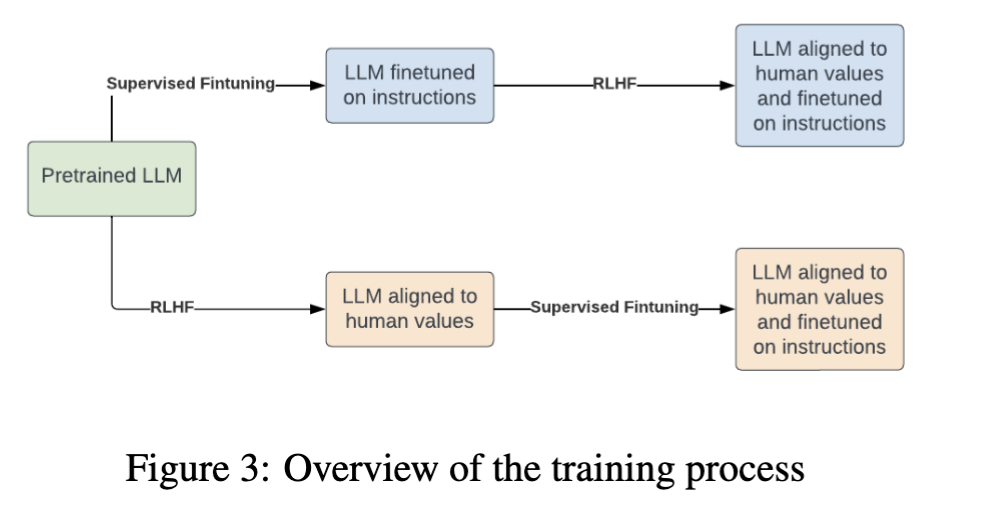 Supervised Fintuning
LLM finetuned
on instructions
RLHF
LLM aligned to
human values
and finetuned
on instructions
Pretrained LLM
RLHF
LLM aligned to
human values
Supervised Fintuning
LLM aligned to
human values
and finetuned
on instructions
Figure 3: Overview of the training process